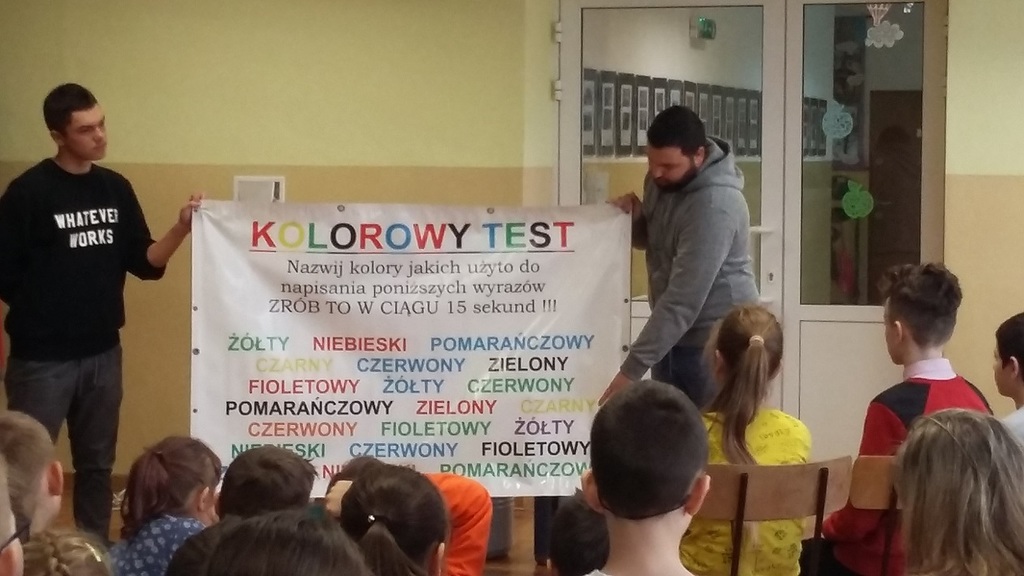 WHATEVER
WORKS
KOLOROWY TEST
Nazwij kolory jakich użyto do
napisania poniższych wyrazów
ZRÓB TO W CIĄGU 15 sekund !!!
ŻÓŁTY NIEBIESKI POMARAŃCZOWY
CZARNY CZERWONY ZIELONY
FIOLETOWY ŻÓŁTY CZERWONY
POMARAŃCZOWY ZIELONY CZARNY
CZERWONY FIOLETOWY ŻÓŁTY
NIEBIESKI CZERWONY FIOLETOWY
POMARAŃCZOWY